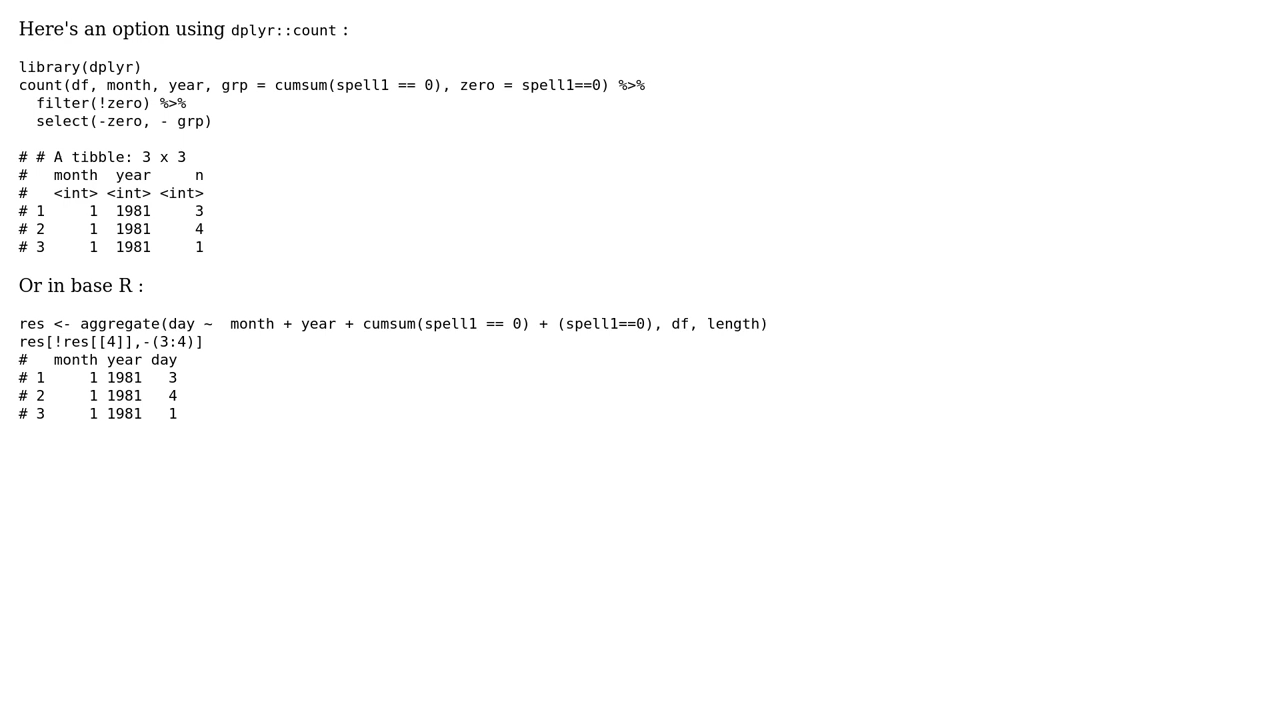 Here's an option using dplyr::count :
library(dplyr)
count(df, month, year, grp = cumsum(spell1 == 0), zero = spell1==0) %>%
  filter(!zero) %>%
  select(-zero, - grp)
# # A tibble: 3 x 3
#   month  year     n
#   <int> <int> <int>
# 1     1  1981     3
# 2     1  1981     4
# 3     1  1981     1
Or in base R :
res <- aggregate(day ~  month + year + cumsum(spell1 == 0) + (spell1==0), df, length)
res[!res[[4]],-(3:4)]
#   month year day
# 1     1 1981   3
# 2     1 1981   4
# 3     1 1981   1